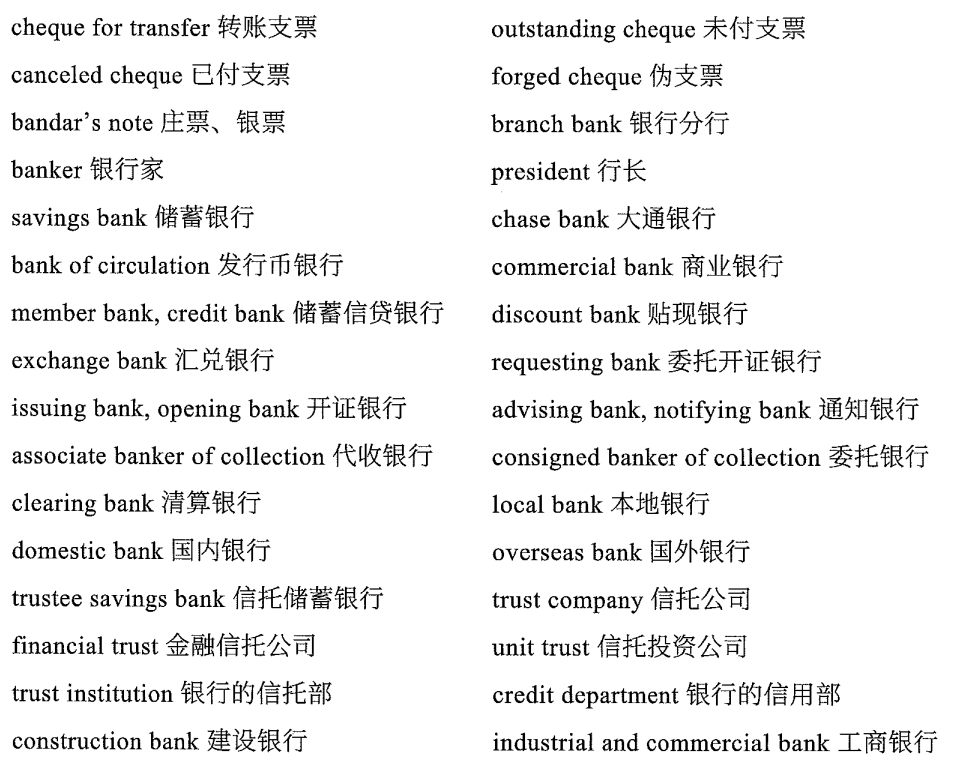 cheque for transfer 转账支票
outstanding cheque 未付支票
canceled cheque 已付支票
forged cheque 伪支票
bandar's note 庄票、银票
branch bank 银行分行
banker 银行家
president 行长
savings bank 储蓄银行
chase bank 大通银行
bank of circulation 发行币银行
commercial bank 商业银行
member bank, credit bank 储蓄信贷银行
discount bank 贴现银行
exchange bank 汇兑银行
requesting bank 委托开证银行
issuing bank, opening bank 开证银行
advising bank, notifying bank 通知银行
associate banker of collection 代收银行
consigned banker of collection 委托银行
clearing bank 清算银行
local bank 本地银行
domestic bank 国内银行
overseas bank 国外银行
trustee savings bank 信托储蓄银行
trust company 信托公司
financial trust 金融信托公司
unit trust 信托投资公司
trust institution 银行的信托部
credit department 银行的信用部
construction bank 建设银行
industrial and commercial bank 工商银行